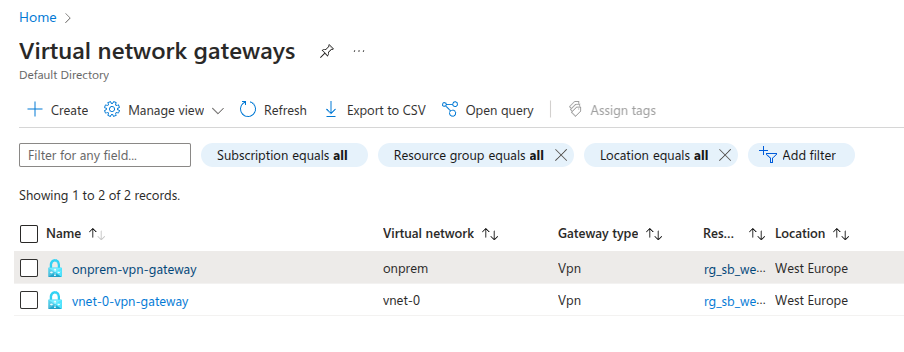 Home
Virtual network gateways ...
Default Directory
Create Manage view Refresh Export to CSV Open query Assign tags
Filter for any field... Subscription equals all Resource group equals all Location equals all Add filter
Showing 1 to 2 of 2 records.
Name Virtual network Gateway type Res... Location
onprem-vpn-gateway onprem Vpn rg_sb_we... West Europe
vnet-0-vpn-gateway vnet-0 Vpn rg_sb_we... West Europe